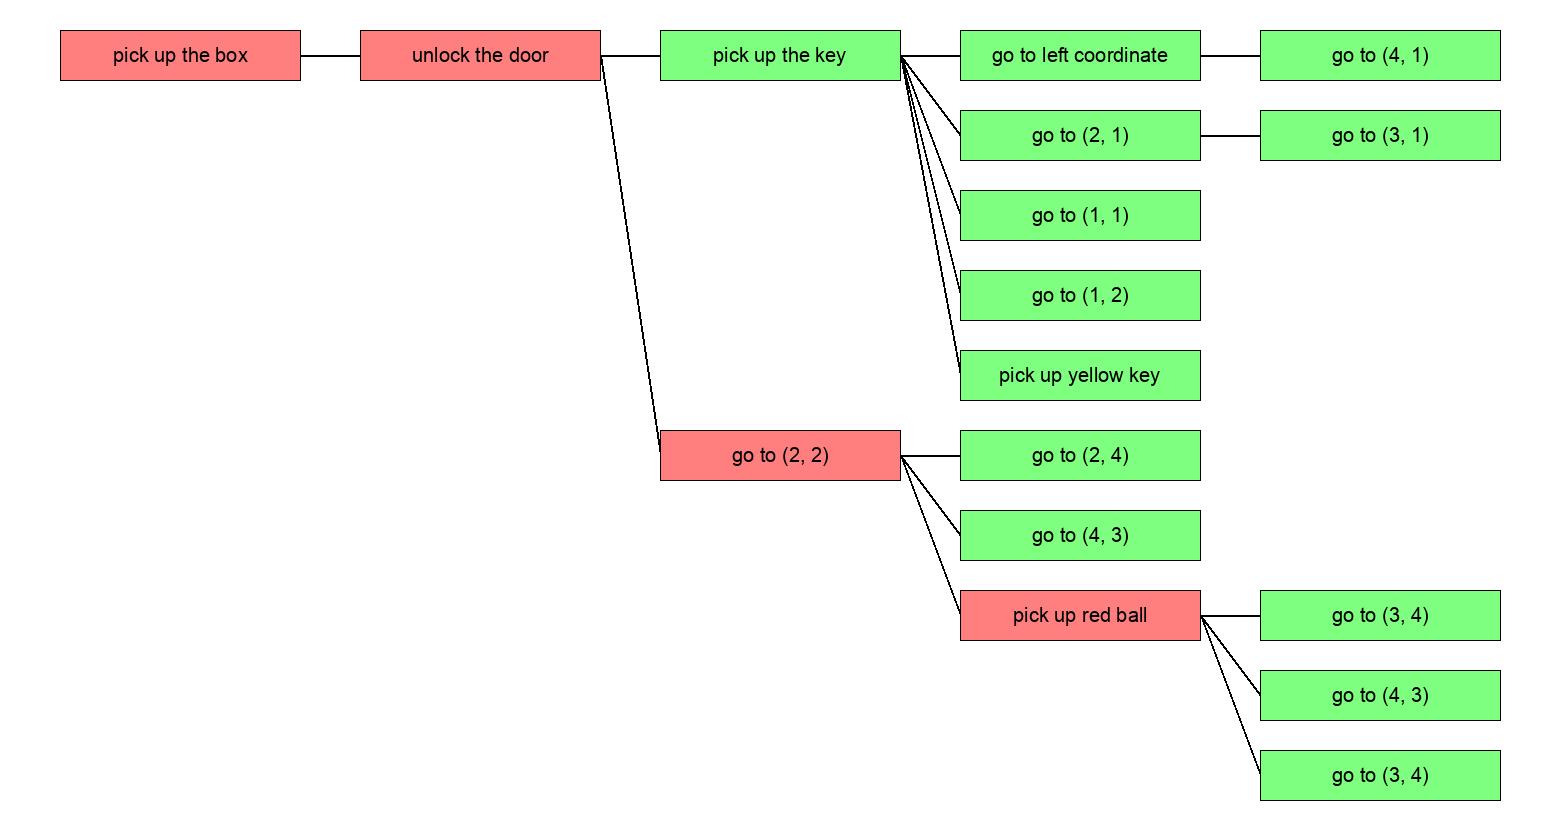 pick up the box
unlock the door
pick up the key
go to left coordinate
go to (4, 1)
go to (2, 1)
go to (3, 1)
go to (1, 1)
go to (1, 2)
pick up yellow key
go to (2, 2)
go to (2, 4)
go to (4, 3)
pick up red ball
go to (3, 4)
go to (4, 3)
go to (3, 4)